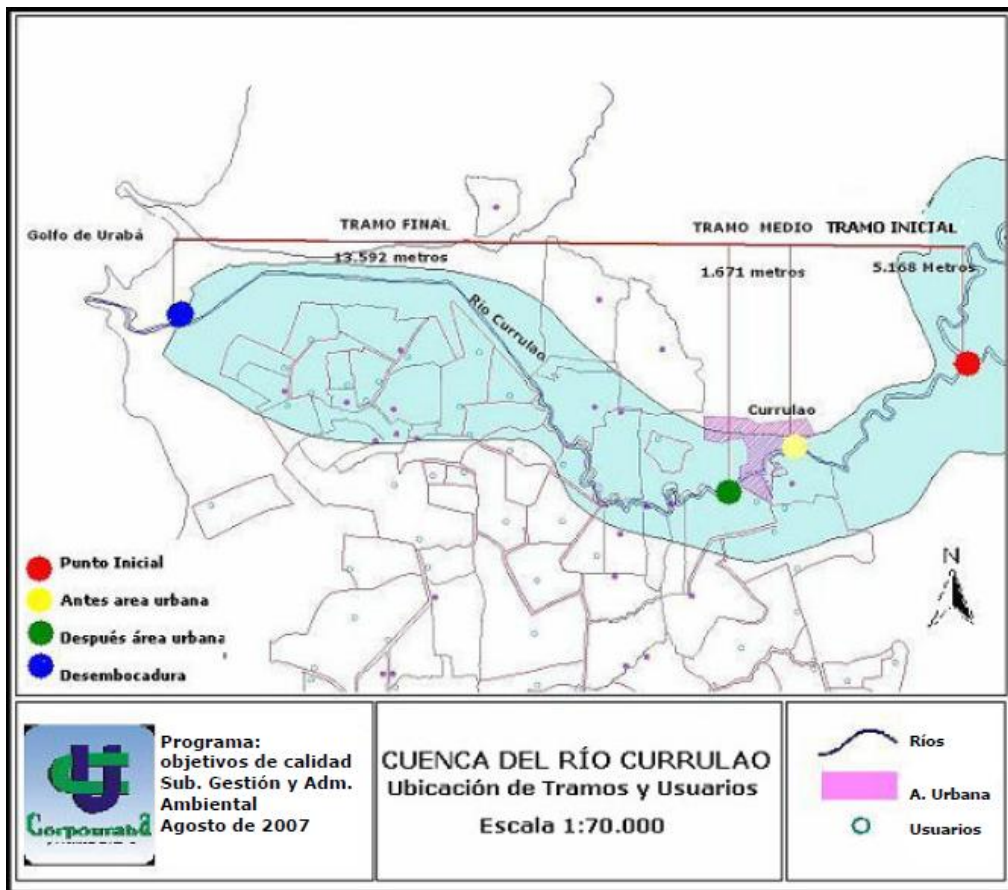 TRAMO FINAL
TRAMO MEDIO
TRAMO INICIAL
Golfo de Urabá
13.592 metros
1.671 metros
5.168 Metros
Río Currulao
Currulao
N
Punto Inicial
Antes area urbana
Después área urbana
Desembocadura
Corpouraba
Programa:
objetivos de calidad
Sub. Gestión y Adm.
Ambiental
Agosto de 2007
CUENCA DEL RÍO CURRULAO
Ubicación de Tramos y Usuarios
Escala 1:70.000
Ríos
A. Urbana
Usuarios